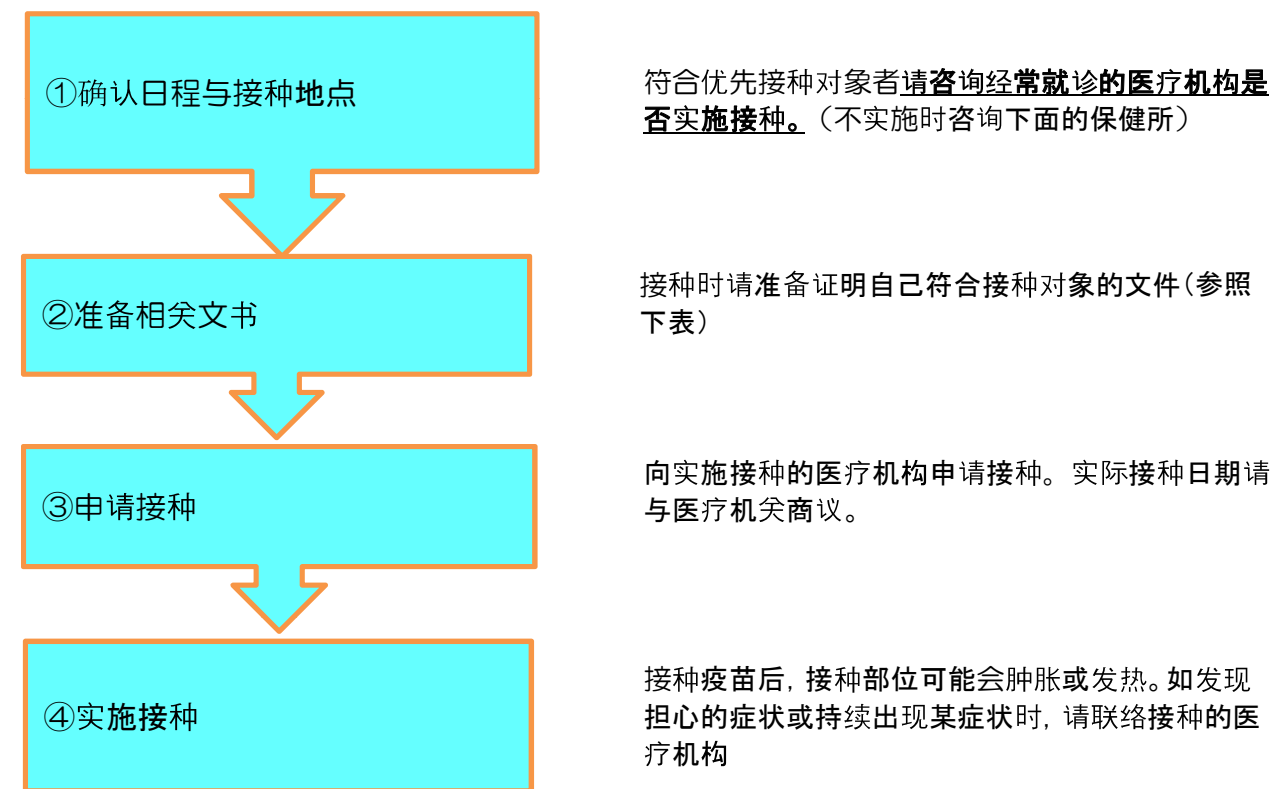 ①确认日程与接种地点
符合优先接种对象者请咨询经常就诊的医疗机构是
否实施接种。（不实施时咨询下面的保健所）
②准备相关文书
接种时请准备证明自己符合接种对象的文件（参照
下表）
③申请接种
向实施接种的医疗机构申请接种。实际接种日期请
与医疗机关商议。
④实施接种
接种疫苗后，接种部位可能会肿胀或发热。如发现
担心的症状或持续出现某症状时，请联络接种的医
疗机构